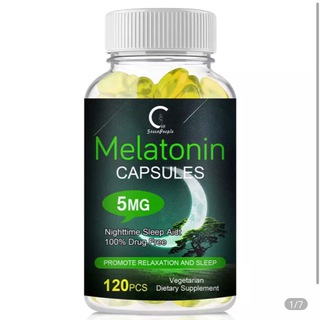 GreenPeople
Melatonin
CAPSULES
5MG
Nighttime Sleep Aid!
100% Drug Free
PROMOTE RELAXATION AND SLEEP
120PCS
Vegetarian
Dietary Supplement
1/7